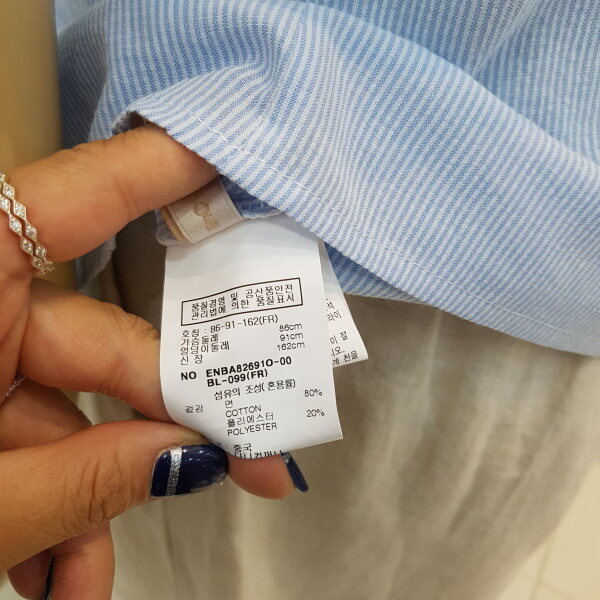 품질경영 및 공산품안전
관리법에 의한 품질표시
호칭 : 86-91-162(FR)
가슴둘레 86cm
엉덩이둘레 91cm
신장 162cm
NO ENBA82691O-00
BL-099(FR)
섬유의 조성(혼용률)
겉감 면 80%
COTTON
폴리에스터 20%
POLYESTER
: 중국